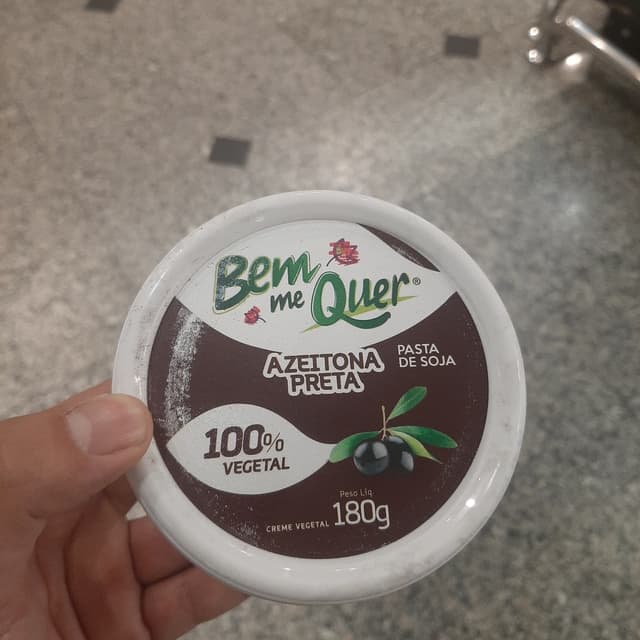 Bem
me Quer®
AZEITONA
PRETA
PASTA
DE SOJA
100%
VEGETAL
Peso Líq
CREME VEGETAL 180g